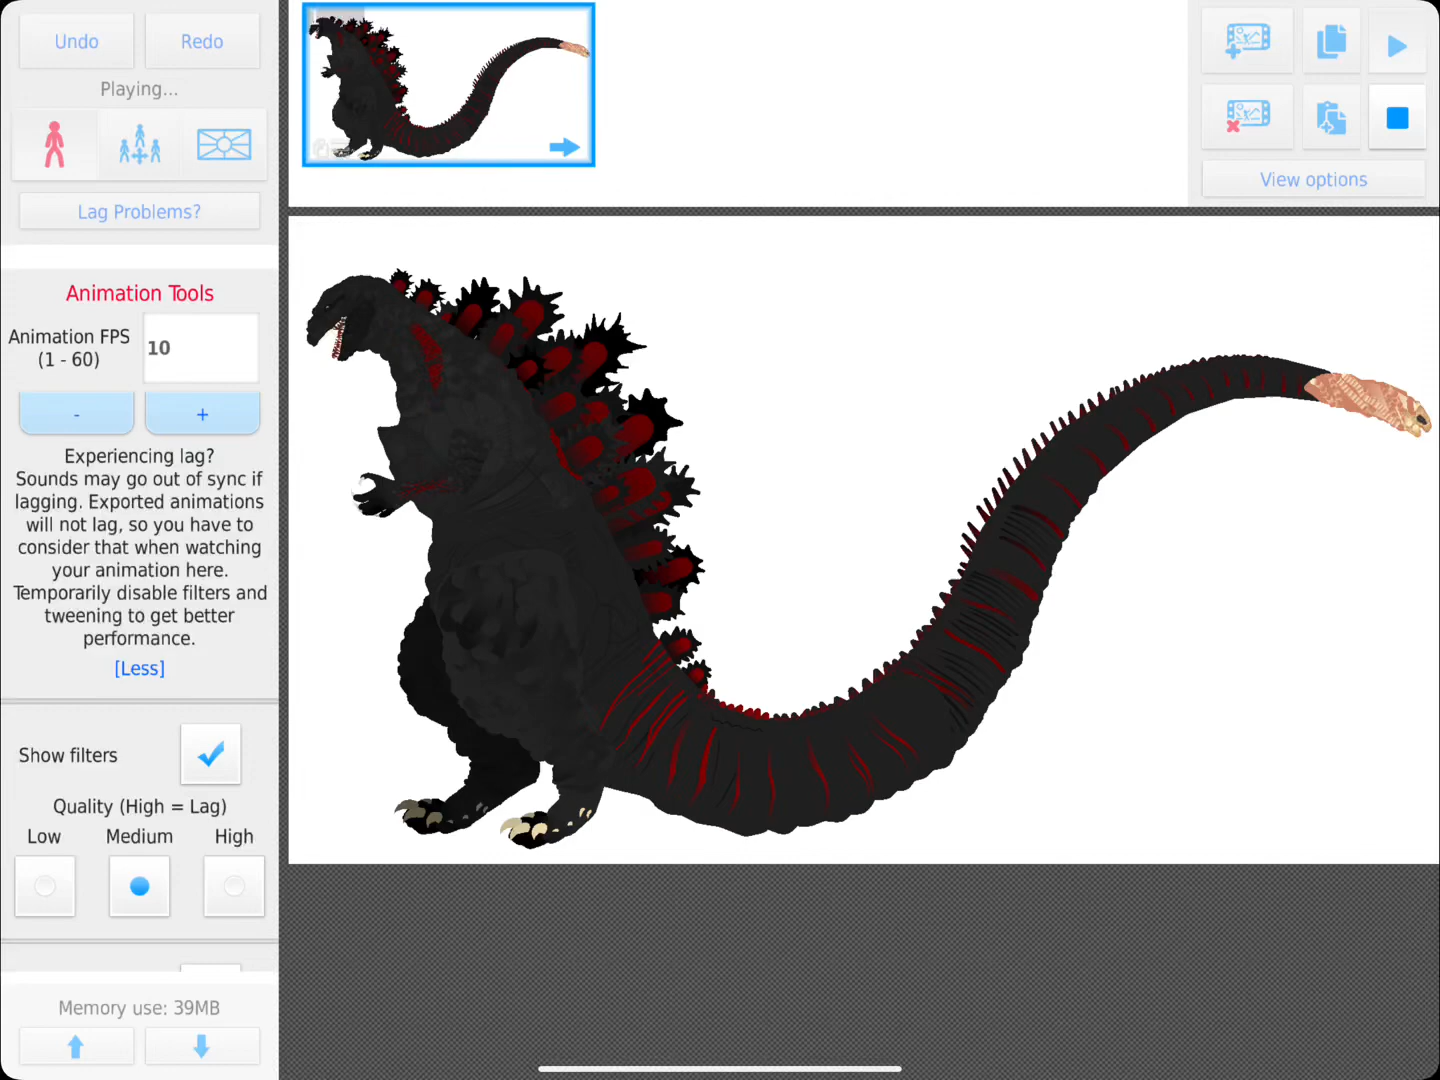 Undo
Redo
Playing...
Lag Problems?
View options
Animation Tools
Animation FPS
(1 - 60)
10
-
+
Experiencing lag?
Sounds may go out of sync if
lagging. Exported animations
will not lag, so you have to
consider that when watching
your animation here.
Temporarily disable filters and
tweening to get better
performance.
[Less]
Show filters
Quality (High = Lag)
Low
Medium
High
Memory use: 39MB